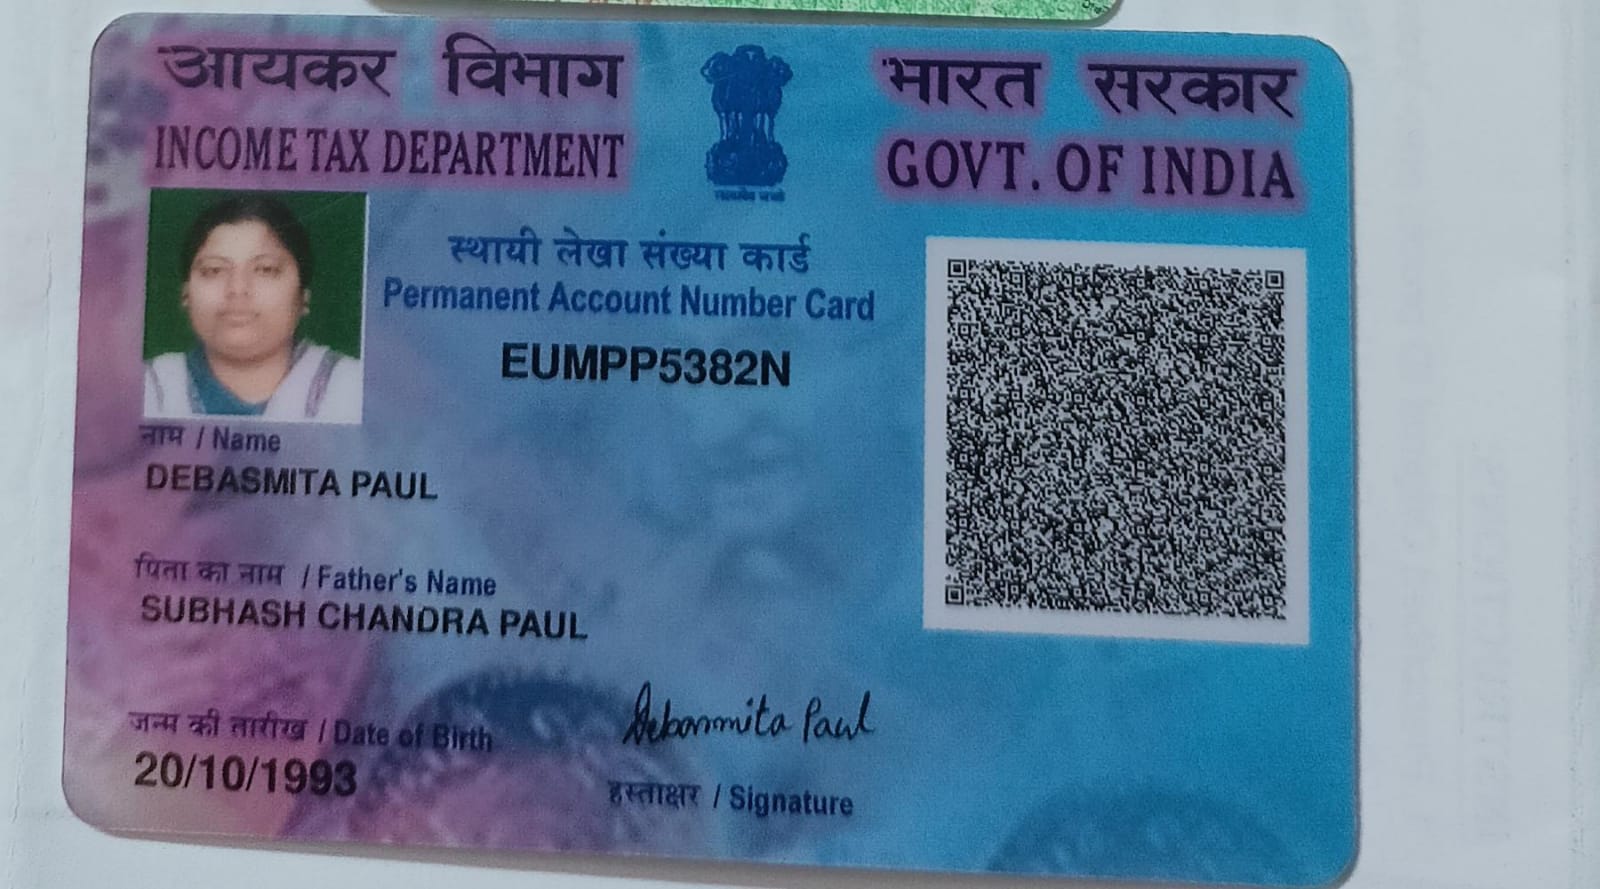 आयकर विभाग
INCOME TAX DEPARTMENT
भारत सरकार
GOVT. OF INDIA
स्थायी लेखा संख्या कार्ड
Permanent Account Number Card
EUMPP5382N
नाम / Name
DEBASMITA PAUL
पिता का नाम / Father's Name
SUBHASH CHANDRA PAUL
जन्म की तारीख / Date of Birth
20/10/1993
Debasmita Paul
हस्ताक्षर / Signature